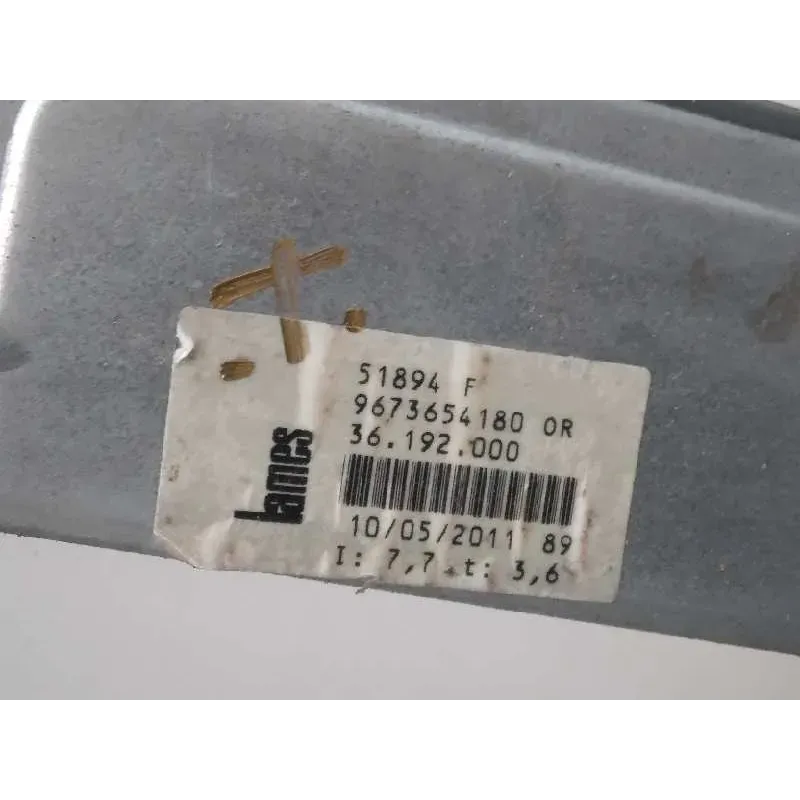 51894 F
9673654180 OR
36.192.000
lames
10/05/2011 89
I: 7,7 t: 3,6